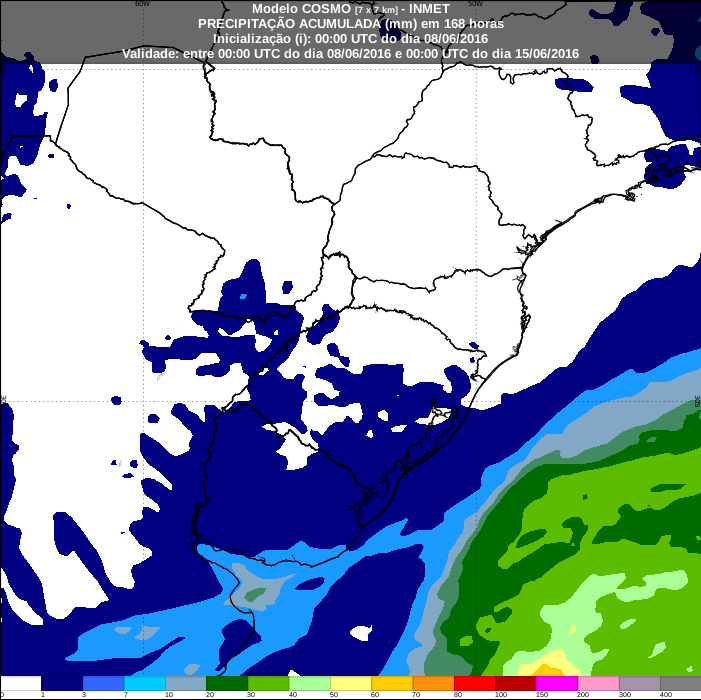 Modelo COSMO [7 x 7 km] - INMET
PRECIPITAÇÃO ACUMULADA (mm) em 168 horas
Inicialização (i): 00:00 UTC do dia 08/06/2016
Validade: entre 00:00 UTC do dia 08/06/2016 e 00:00 UTC do dia 15/06/2016
60W 50W
0 1 3 7 10 20 30 40 50 60 70 80 100 150 200 300 400